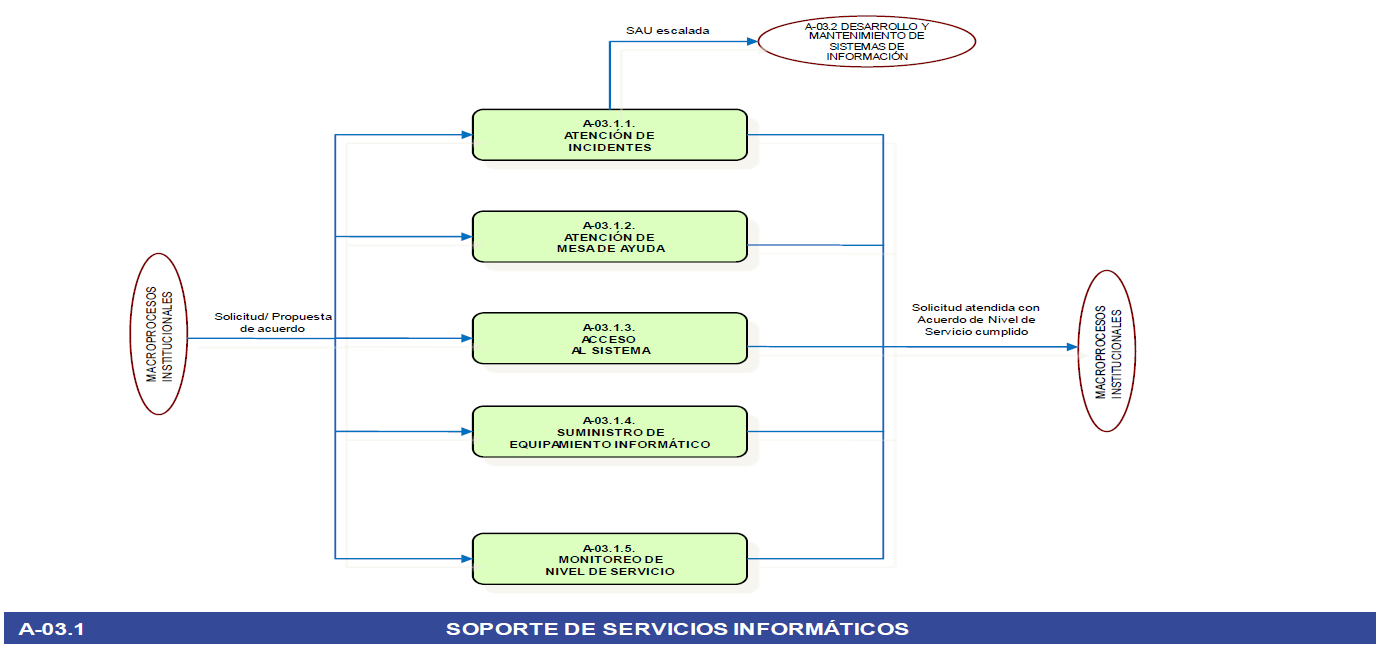 SAU escalada
A-03.2 DESARROLLO Y
MANTENIMIENTO DE
SISTEMAS DE
INFORMACIÓN
A-03.1.1.
ATENCIÓN DE
INCIDENTES
A-03.1.2.
ATENCIÓN DE
MESA DE AYUDA
MACROPROCESOS
INSTITUCIONALES
Solicitud/ Propuesta
de acuerdo
A-03.1.3.
ACCESO
AL SISTEMA
Solicitud atendida con
Acuerdo de Nivel de
Servicio cumplido
MACROPROCESOS
INSTITUCIONALES
A-03.1.4.
SUMINISTRO DE
EQUIPAMIENTO INFORMÁTICO
A-03.1.5.
MONITOREO DE
NIVEL DE SERVICIO
A-03.1 SOPORTE DE SERVICIOS INFORMÁTICOS